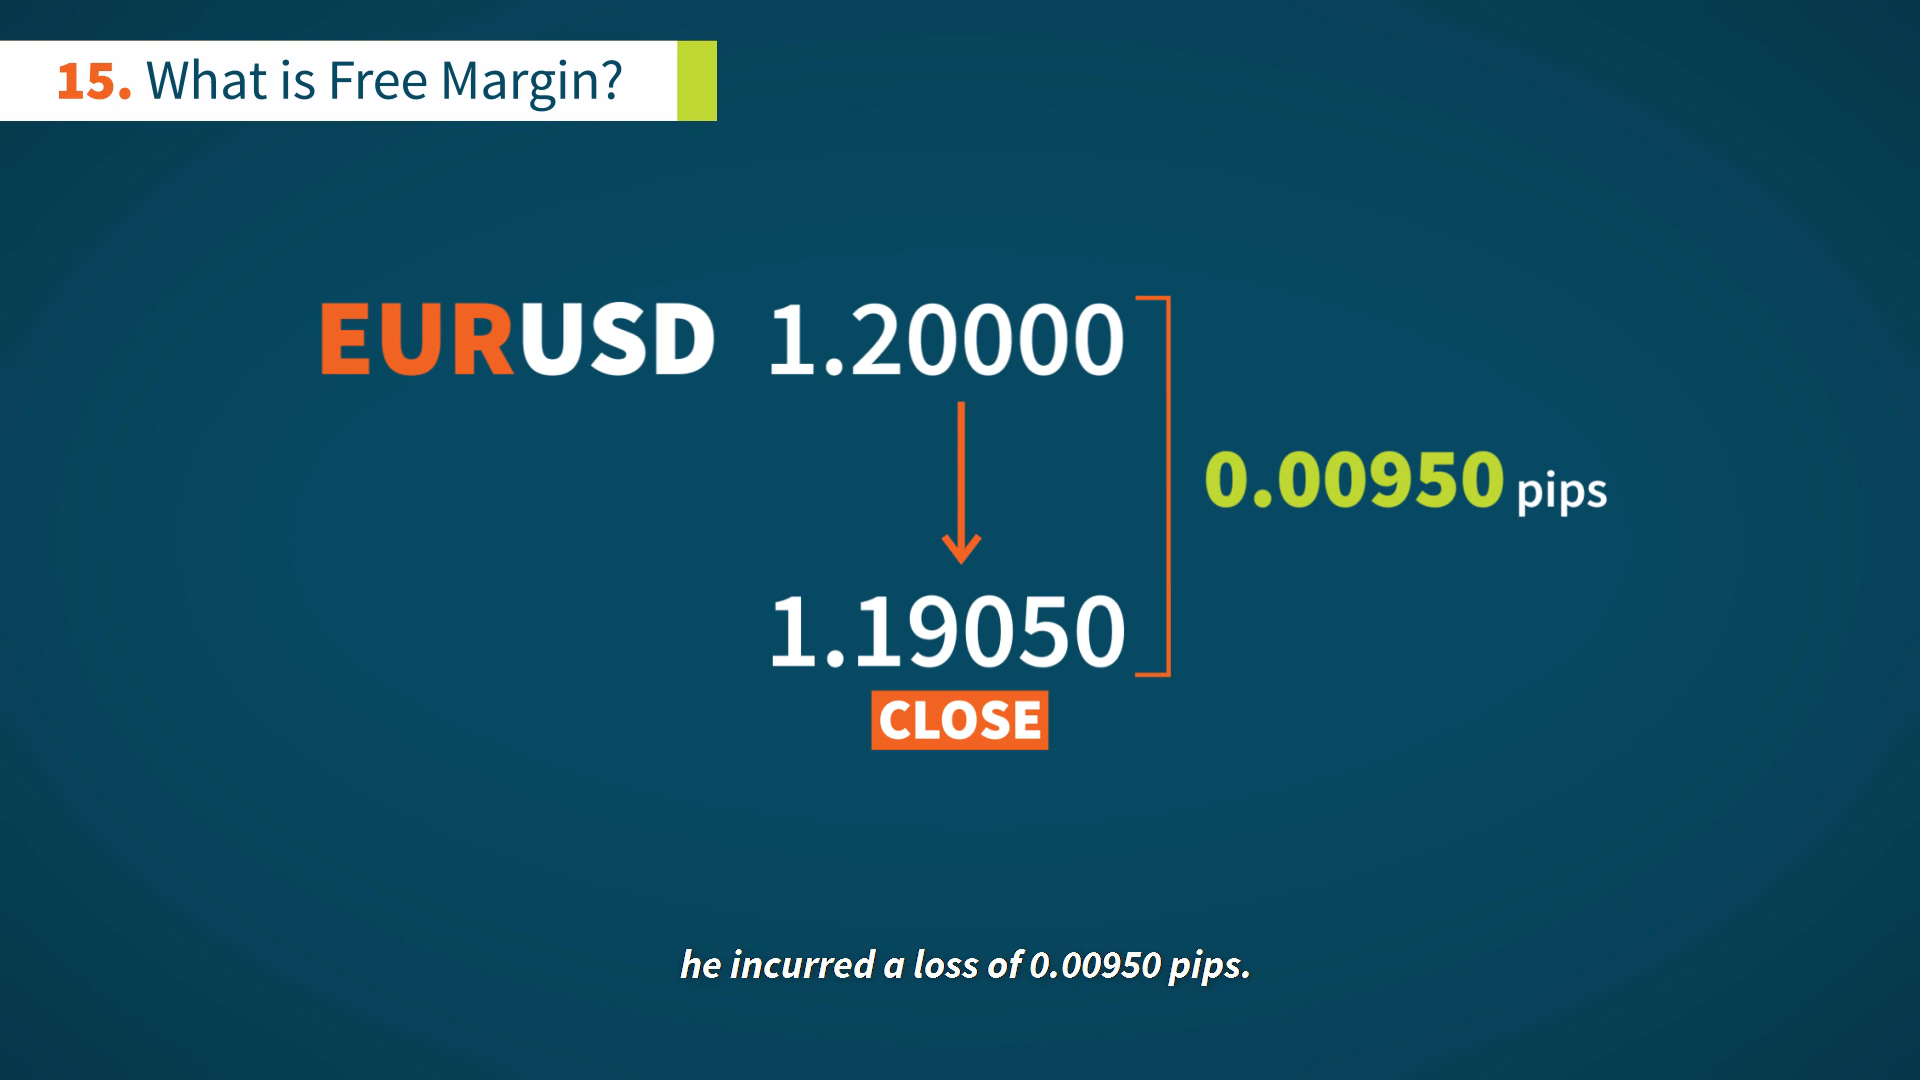 15. What is Free Margin?
EURUSD 1.20000
0.00950 pips
1.19050
CLOSE
he incurred a loss of 0.00950 pips.